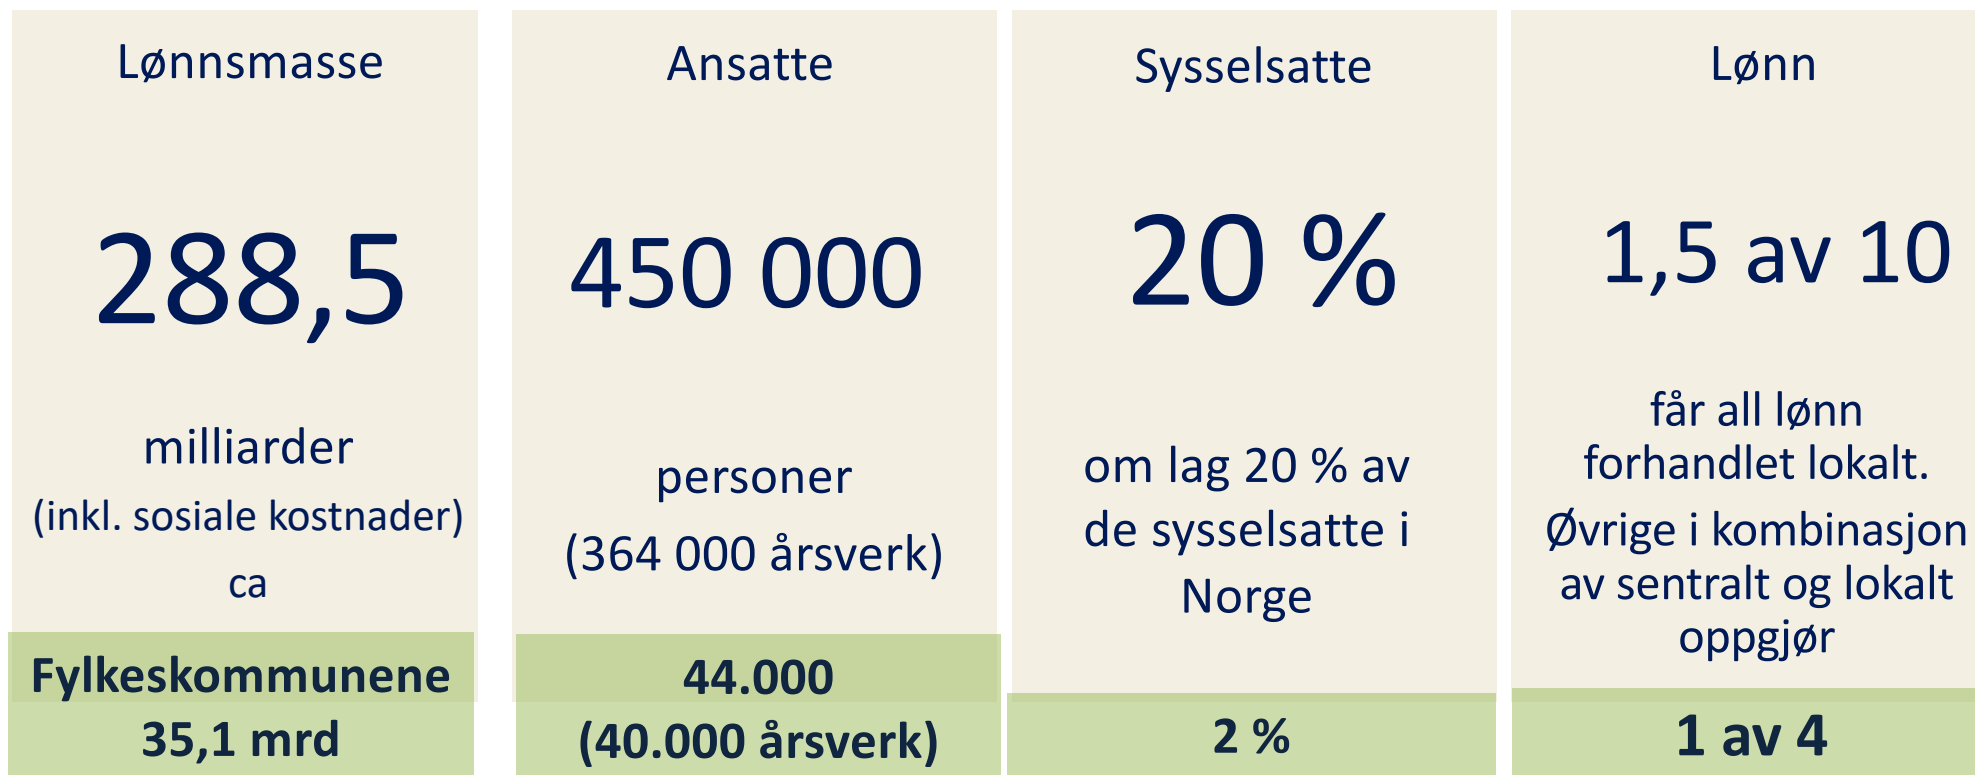 Lønnsmasse
288,5
milliarder
(inkl. sosiale kostnader)
ca
Fylkeskommunene
35,1 mrd
Ansatte
450 000
personer
(364 000 årsverk)
44.000
(40.000 årsverk)
Sysselsatte
20 %
om lag 20 % av
de sysselsatte i
Norge
2 %
Lønn
1,5 av 10
får all lønn
forhandlet lokalt.
Øvrige i kombinasjon
av sentralt og lokalt
oppgjør
1 av 4